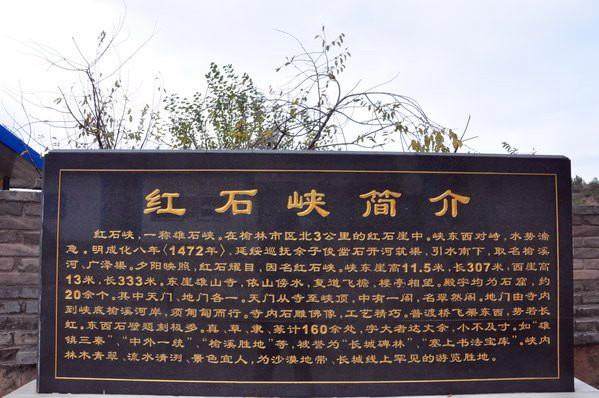 红石峡简介
红石峡，一称雄石峡。在榆林市区北3公里的红石崖中。峡东西对峙，水势湍
急。明成化八年〈1472年〉，延绥巡抚余子俊凿石开河筑渠，引水南下，取名榆溪
河、广泽渠。夕阳映照，红石耀目，因名红石峡。峡东崖高11.5米，长307米，西崖高
13米，长333米。东崖雄山寺，依山傍水，复道飞檐，楼亭相望，殿宇均为石窟，约
20余个。其中天门、地门各一。天门从寺至峡顶，中有一阁，名翠然阁。地门由寺内
到峡底榆溪河岸，须匍匐而行。寺内石雕佛像，工艺精巧。普渡桥飞架东西，势若长
虹。东西石壁题刻极多。真、草、隶、篆计160余处，字大者达丈余，小不及寸。如“雄
镇三秦”，“中外一统”，“榆溪胜地”等，被誉为“长城碑林”、“塞上书法宝库”。峡内
林木青翠，流水清洌，景色宜人，为沙漠地带、长城线上罕见的游览胜地。